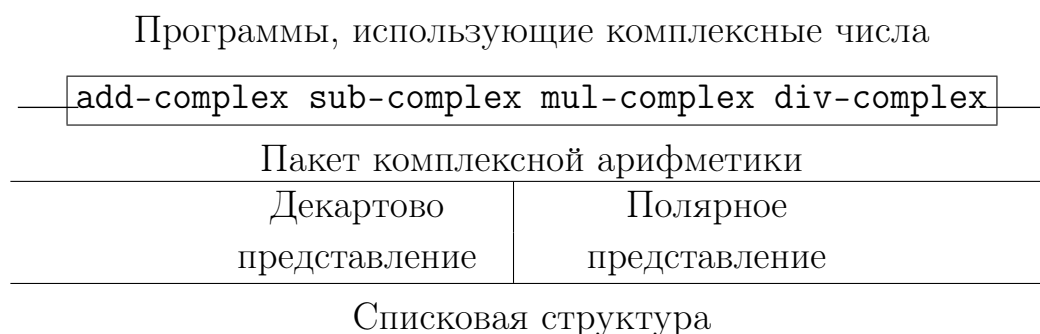 Программы, использующие комплексные числа
add-complex sub-complex mul-complex div-complex
Пакет комплексной арифметики
Декартово Полярное
представление представление
Списковая структура